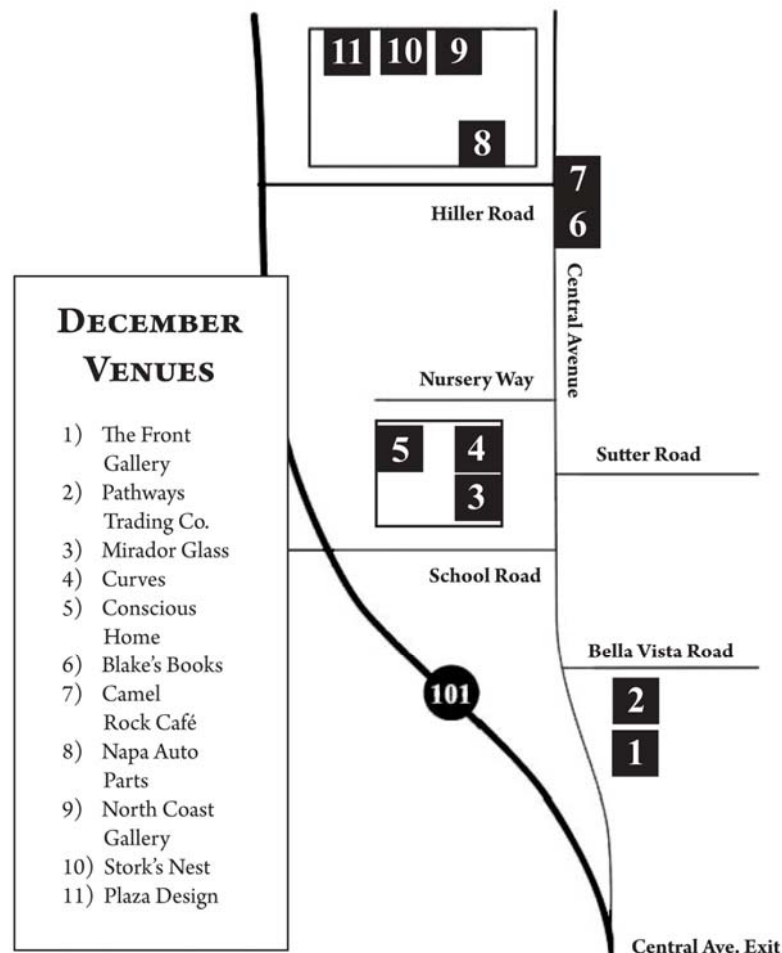 11 10 9
8
7
6
Hiller Road
Central Avenue
DECEMBER
VENUES
1) The Front
Gallery
2) Pathways
Trading Co.
3) Mirador Glass
4) Curves
5) Conscious
Home
6) Blake's Books
7) Camel
Rock Café
8) Napa Auto
Parts
9) North Coast
Gallery
10) Stork's Nest
11) Plaza Design
Nursery Way
5 4
3
Sutter Road
School Road
Bella Vista Road
101
2
1
Central Ave. Exit